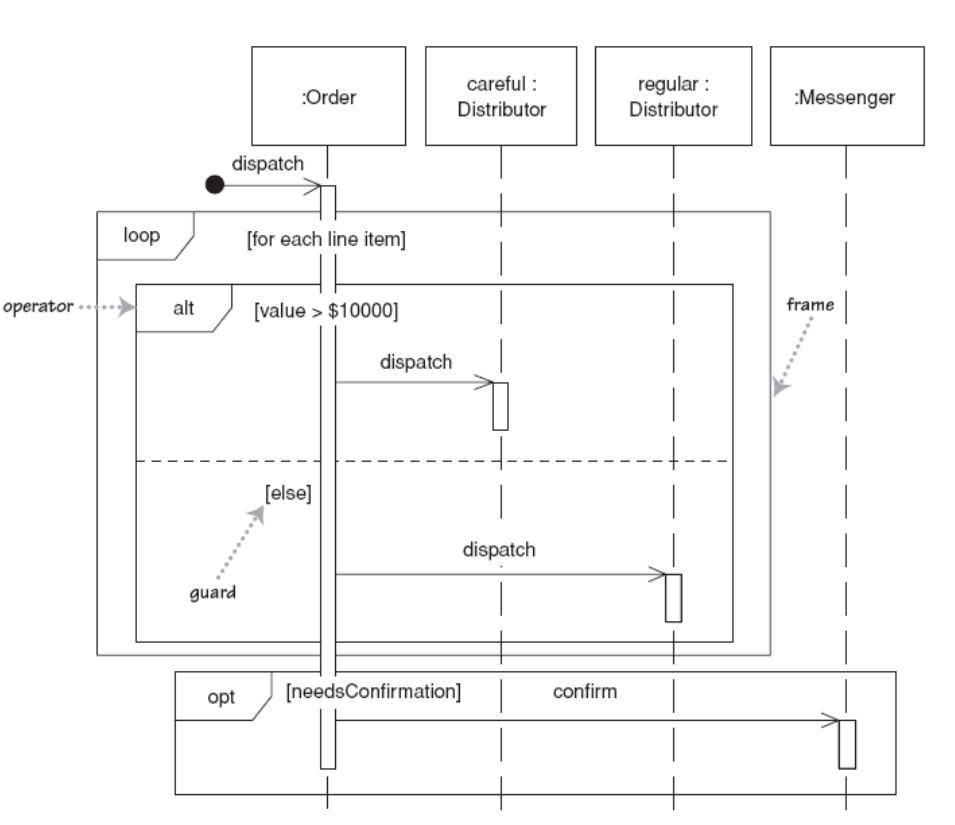 :Order
careful :
Distributor
regular :
Distributor
:Messenger
dispatch
loop
[for each line item]
operator
alt
[value > $10000]
frame
dispatch
[else]
dispatch
guard
opt
[needsConfirmation]
confirm